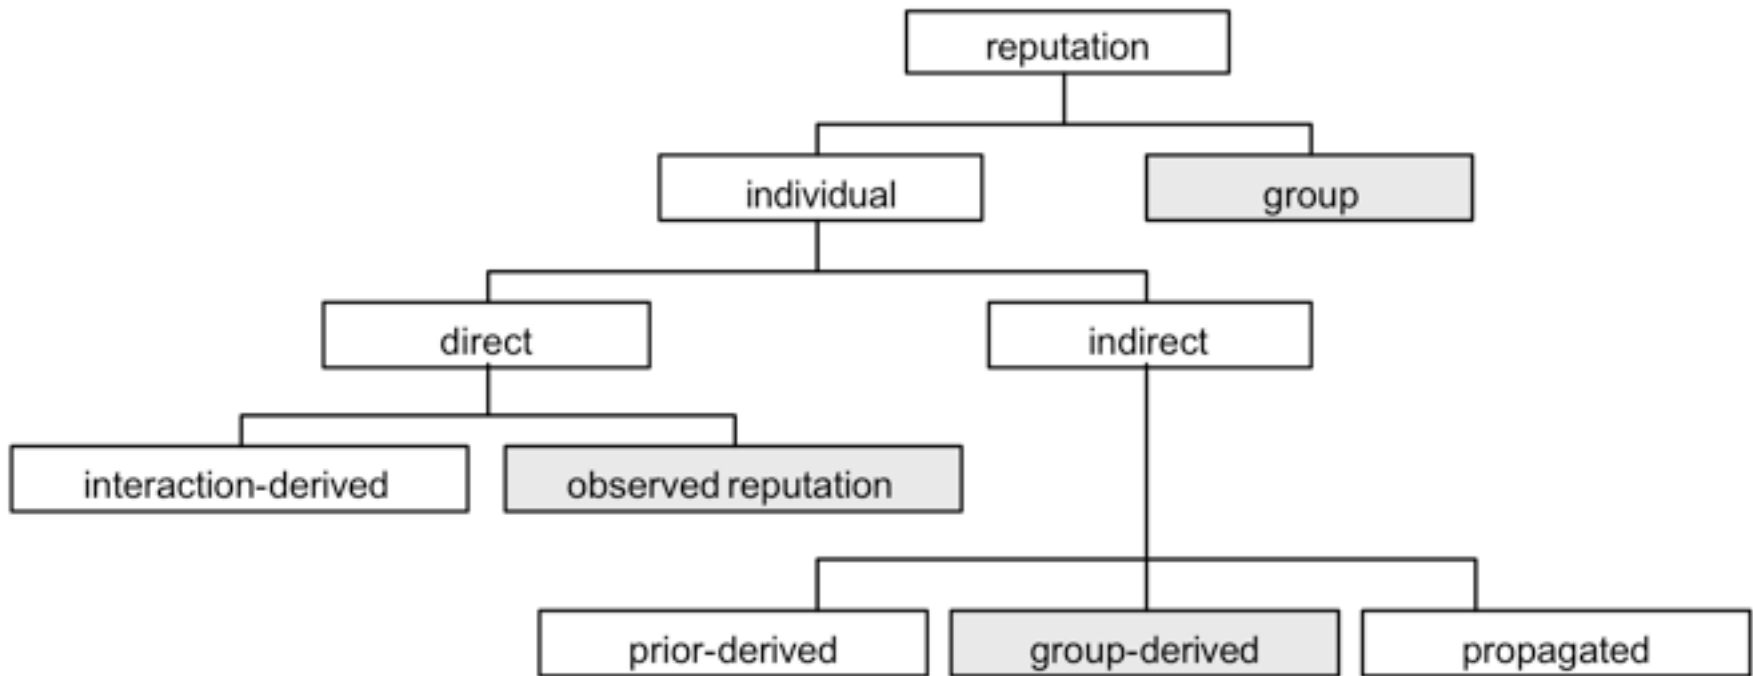 reputation
individual
group
direct
indirect
interaction-derived
observed reputation
prior-derived
group-derived
propagated